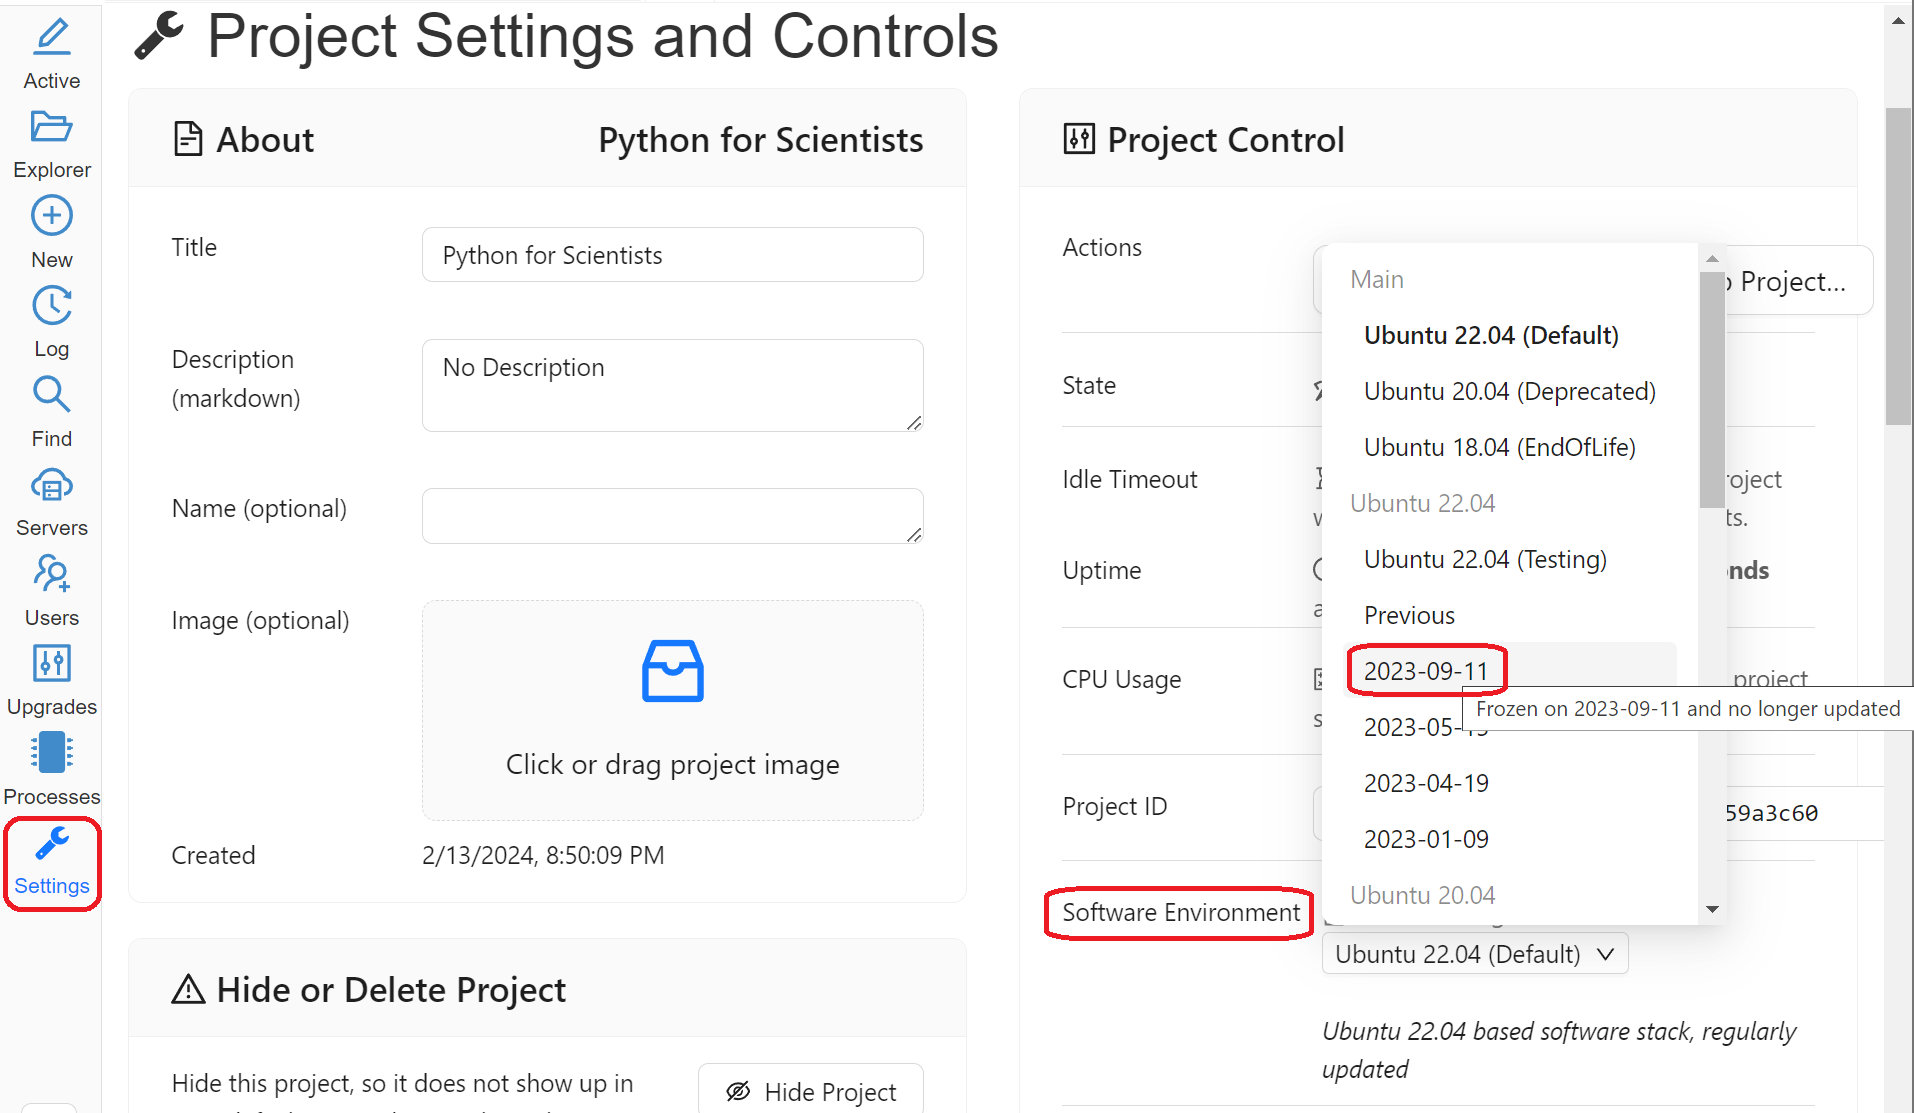 Project Settings and Controls
Active
Explorer
New
Log
Find
Servers
Users
Upgrades
Processes
Settings
About
Python for Scientists
Title
Python for Scientists
Description
(markdown)
No Description
Name (optional)
Image (optional)
Click or drag project image
Created
2/13/2024, 8:50:09 PM
Hide or Delete Project
Hide this project, so it does not show up in
Hide Project
Project Control
Actions
Project...
State
Idle Timeout
Uptime
CPU Usage
project
Project ID
59a3c60
Software Environment
Main
Ubuntu 22.04 (Default)
Ubuntu 20.04 (Deprecated)
Ubuntu 18.04 (EndOfLife)
Ubuntu 22.04
Ubuntu 22.04 (Testing)
Previous
2023-09-11
Frozen on 2023-09-11 and no longer updated
2023-04-19
2023-01-09
Ubuntu 20.04
Ubuntu 22.04 (Default)
Ubuntu 22.04 based software stack, regularly
updated